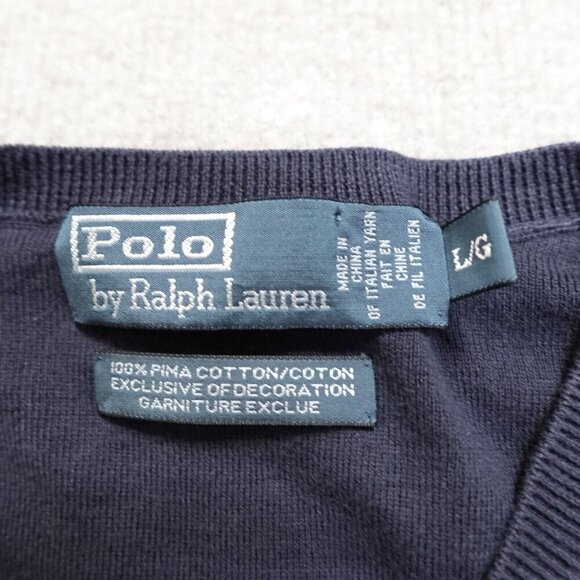 Polo
by Ralph Lauren
MADE IN
CHINA
OF ITALIAN YARN
FAIT EN
CHINE
DE FIL ITALIEN
L/G
100% PIMA COTTON/COTON
EXCLUSIVE OF DECORATION
GARNITURE EXCLUE